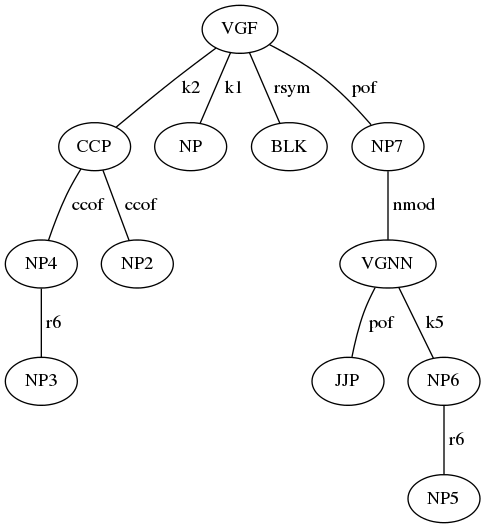 VGF
k2 k1 rsym pof
CCP NP BLK NP7
ccof ccof nmod
NP4 NP2 VGNN
r6 pof k5
NP3 JJP NP6
r6
NP5